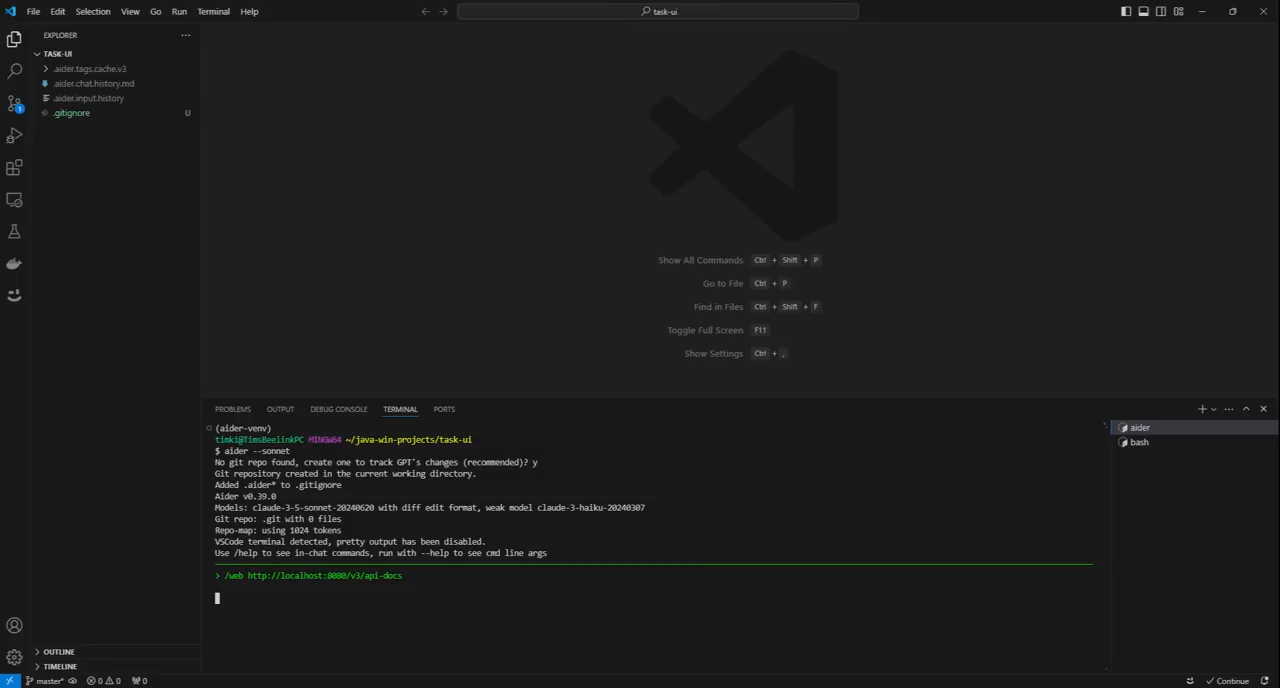 File Edit Selection View Go Run Terminal Help
task-ui
EXPLORER
TASK-UI
.aider.tags.cache.v3
.aider.chat.history.md
.aider.input.history
.gitignore U
1
Show All Commands Ctrl + Shift + P
Go to File Ctrl + P
Find in Files Ctrl + Shift + F
Toggle Full Screen F11
Show Settings Ctrl + ,
PROBLEMS OUTPUT DEBUG CONSOLE TERMINAL PORTS
(aider-venv)
timki@TimsBeelinkPC MINGW64 ~/java-win-projects/task-ui
$ aider --sonnet
No git repo found, create one to track GPT's changes (recommended)? y
Git repository created in the current working directory.
Added .aider* to .gitignore
Aider v0.39.0
Models: claude-3-5-sonnet-20240620 with diff edit format, weak model claude-3-haiku-20240307
Git repo: .git with 0 files
Repo-map: using 1024 tokens
VSCode terminal detected, pretty output has been disabled.
Use /help to see in-chat commands, run with --help to see cmd line args
> /web http://localhost:8080/v3/api-docs
aider
bash
OUTLINE
TIMELINE
master* 0 0 0
Continue